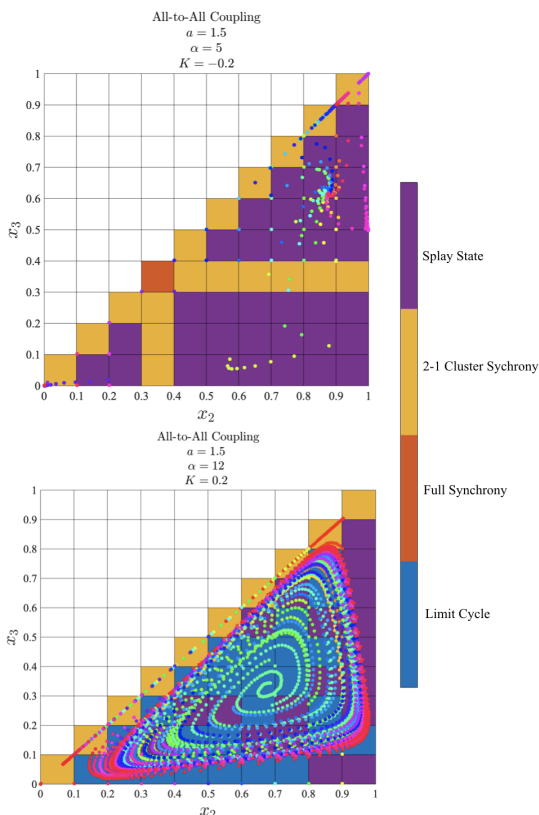 All-to-All Coupling
a = 1.5
α = 5
K = −0.2
1
0.9
0.8
0.7
0.6
0.5
0.4
0.3
0.2
0.1
0
x₃
0 0.1 0.2 0.3 0.4 0.5 0.6 0.7 0.8 0.9 1
x₂
All-to-All Coupling
a = 1.5
α = 12
K = 0.2
1
0.9
0.8
0.7
0.6
0.5
0.4
0.3
0.2
0.1
0
x₃
0 0.1 0.2 0.3 0.4 0.5 0.6 0.7 0.8 0.9 1
x₂
Splay State
2-1 Cluster Sychrony
Full Synchrony
Limit Cycle